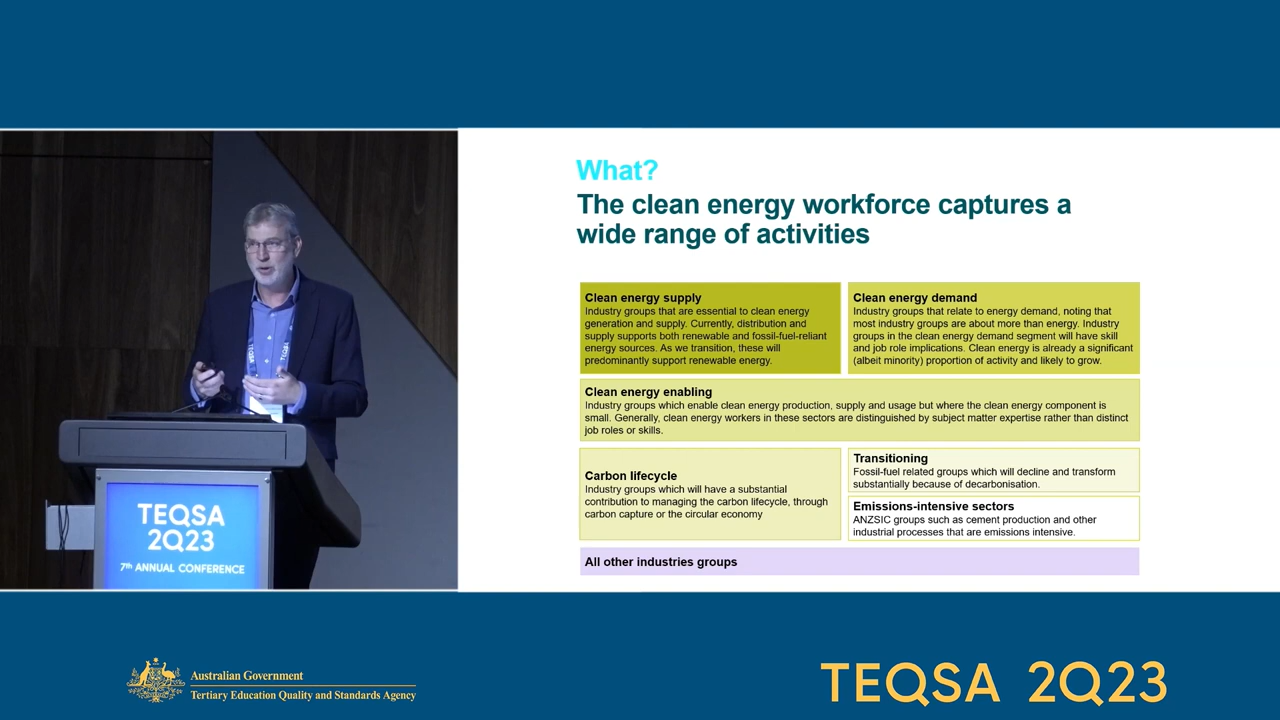 What?
The clean energy workforce captures a
wide range of activities
Clean energy supply
Industry groups that are essential to clean energy
generation and supply. Currently, distribution and
supply supports both renewable and fossil-fuel-reliant
energy sources. As we transition, these will
predominantly support renewable energy.
Clean energy demand
Industry groups that relate to energy demand, noting that
most industry groups are about more than energy. Industry
groups in the clean energy demand segment will have skill
and job role implications. Clean energy is already a significant
(albeit minority) proportion of activity and likely to grow.
Clean energy enabling
Industry groups which enable clean energy production, supply and usage but where the clean energy component is
small. Generally, clean energy workers in these sectors are distinguished by subject matter expertise rather than distinct
job roles or skills.
Carbon lifecycle
Industry groups which will have a substantial
contribution to managing the carbon lifecycle, through
carbon capture or the circular economy
Transitioning
Fossil-fuel related groups which will decline and transform
substantially because of decarbonisation.
Emissions-intensive sectors
ANZSIC groups such as cement production and other
industrial processes that are emissions intensive.
All other industries groups
TEQSA
TEQSA
TEQSA
2Q23
7th ANNUAL CONFERENCE
Australian Government
Tertiary Education Quality and Standards Agency
TEQSA 2Q23